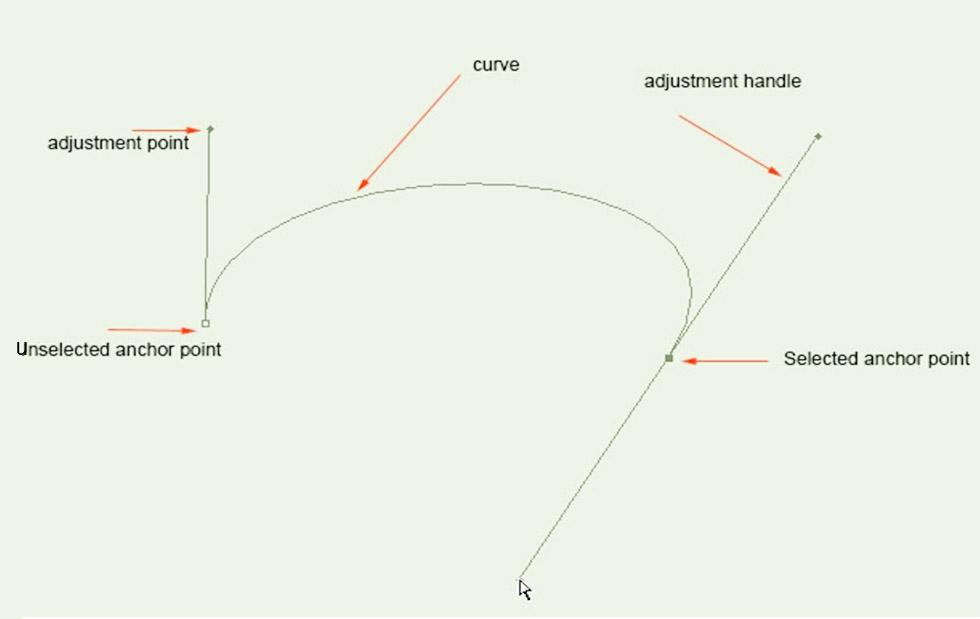 curve
adjustment handle
adjustment point
Unselected anchor point
Selected anchor point